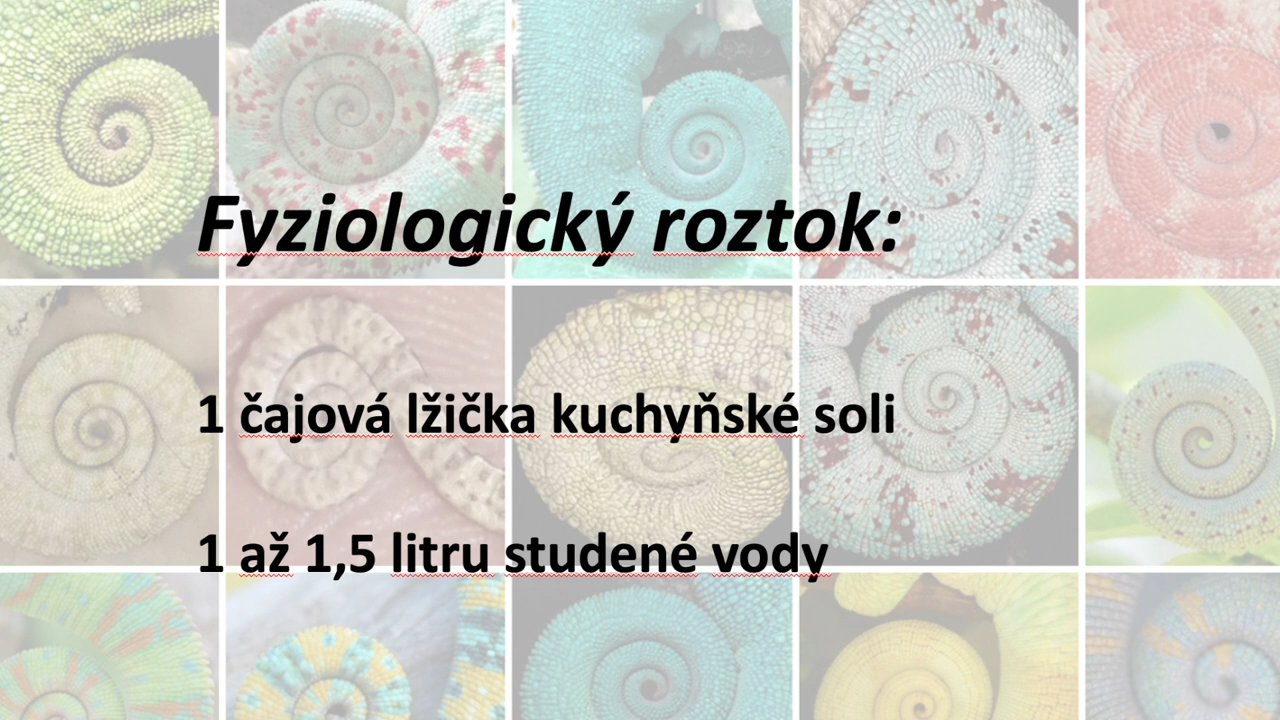 Fyziologický roztok:
1 čajová lžička kuchyňské soli
1 až 1,5 litru studené vody